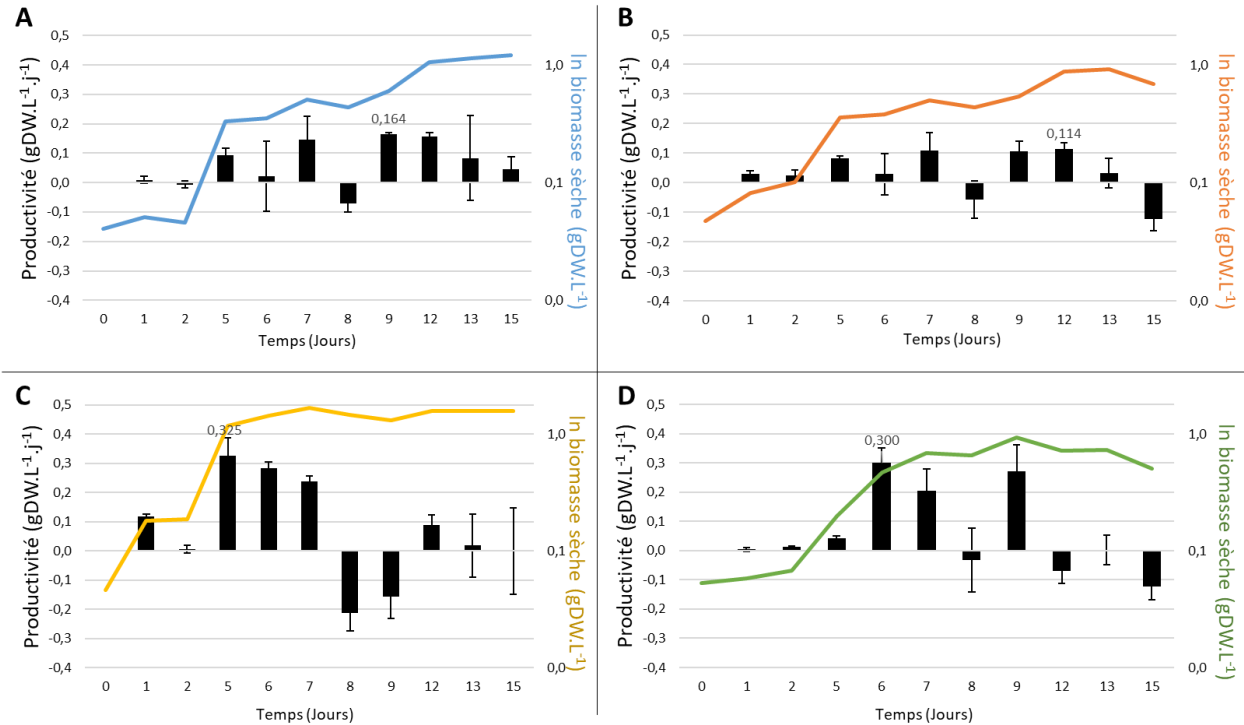 A
Productivité (gDW.L-1.j-1)
0,5
0,4
0,3
0,2
0,1
0,0
-0,1
-0,2
-0,3
-0,4
0,164
1,0
0,1
0,0
ln biomasse sèche (gDW.L-1)
0 1 2 5 6 7 8 9 12 13 15
Temps (Jours)
B
Productivité (gDW.L-1.j-1)
0,5
0,4
0,3
0,2
0,1
0,0
-0,1
-0,2
-0,3
-0,4
0,114
1,0
0,1
0,0
ln biomasse sèche (gDW.L-1)
0 1 2 5 6 7 8 9 12 13 15
Temps (Jours)
C
Productivité (gDW.L-1.j-1)
0,5
0,4
0,3
0,2
0,1
0,0
-0,1
-0,2
-0,3
-0,4
0,325
1,0
0,1
0,0
ln biomasse sèche (gDW.L-1)
0 1 2 5 6 7 8 9 12 13 15
Temps (Jours)
D
Productivité (gDW.L-1.j-1)
0,5
0,4
0,3
0,2
0,1
0,0
-0,1
-0,2
-0,3
-0,4
0,300
1,0
0,1
0,0
ln biomasse sèche (gDW.L-1)
0 1 2 5 6 7 8 9 12 13 15
Temps (Jours)